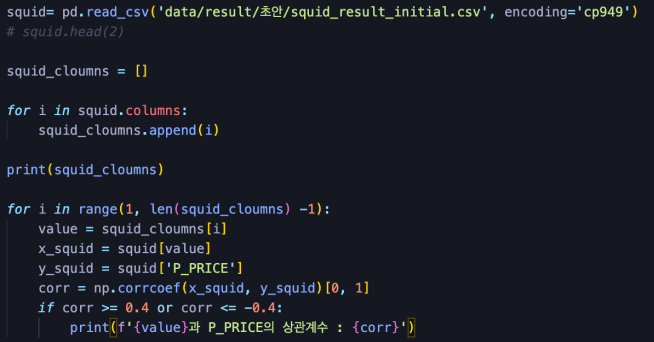 squid= pd.read_csv('data/result/초안/squid_result_initial.csv', encoding='cp949')
# squid.head(2)
squid_cloumns = []
for i in squid.columns:
squid_cloumns.append(i)
print(squid_cloumns)
for i in range(1, len(squid_cloumns) -1):
value = squid_cloumns[i]
x_squid = squid[value]
y_squid = squid['P_PRICE']
corr = np.corrcoef(x_squid, y_squid)[0, 1]
if corr >= 0.4 or corr <= -0.4:
print(f'{value}과 P_PRICE의 상관계수 : {corr}')